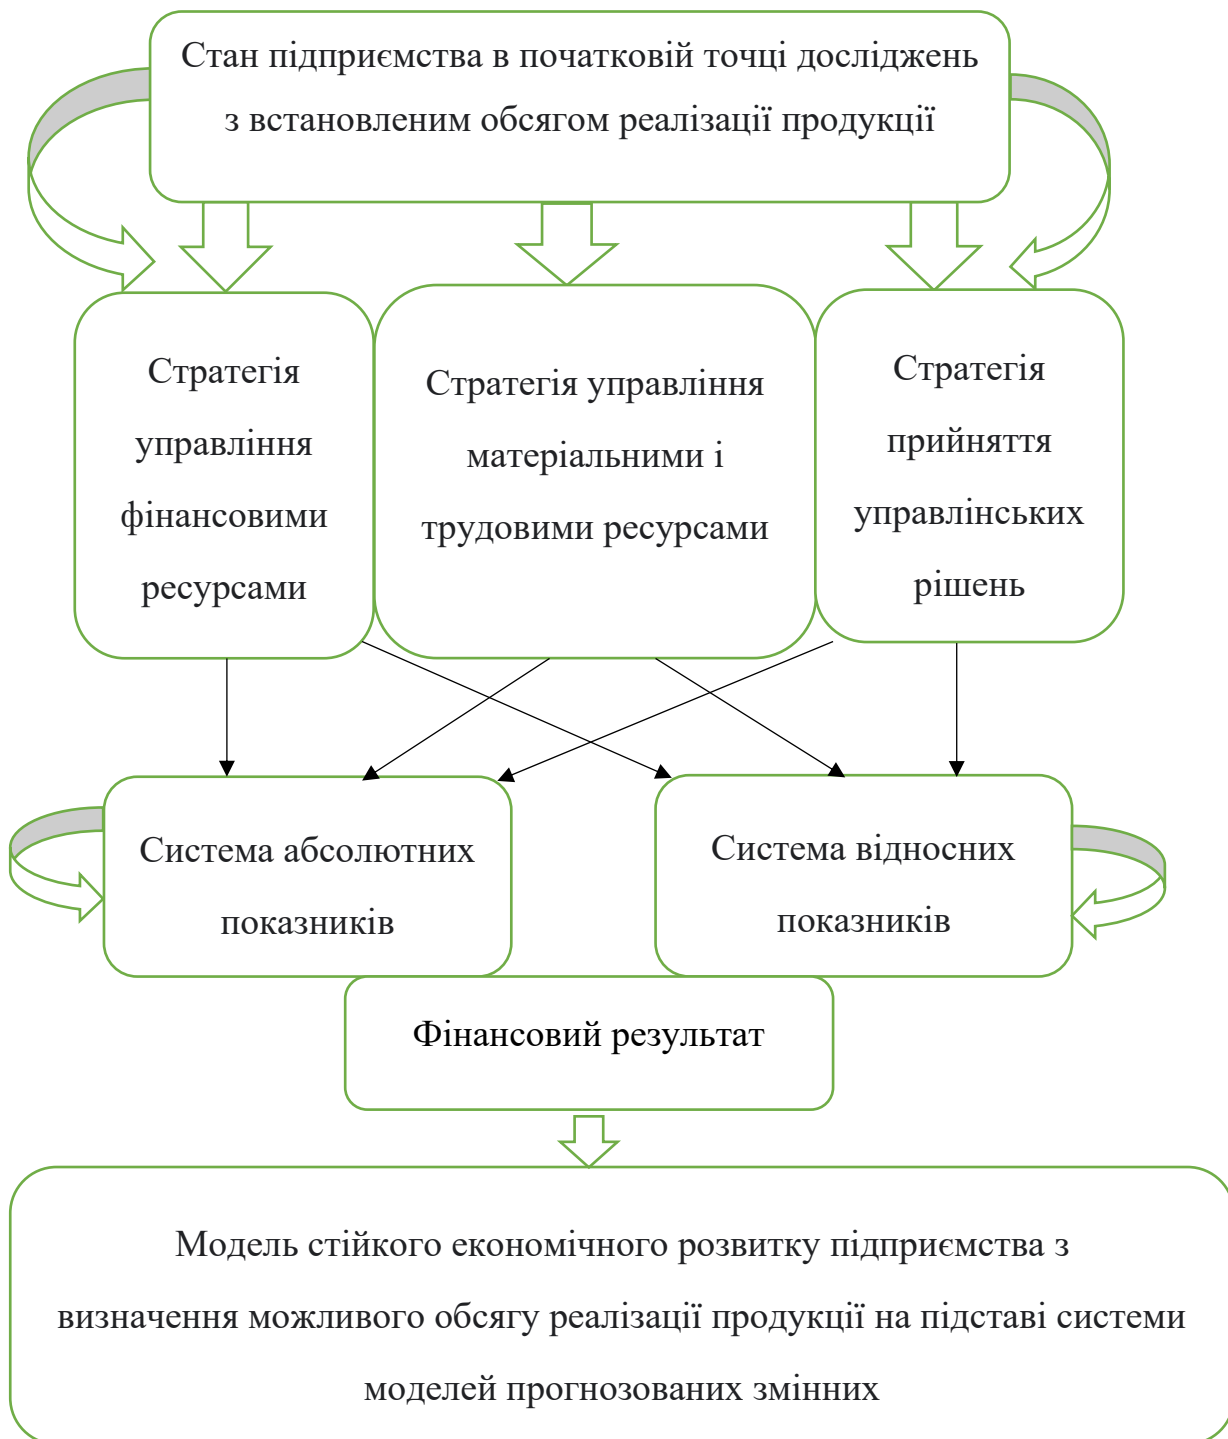 Стан підприємства в початковій точці досліджень
з встановленим обсягом реалізації продукції
Стратегія
управління
фінансовими
ресурсами
Стратегія управління
матеріальними і
трудовими ресурсами
Стратегія
прийняття
управлінських
рішень
Система абсолютних
показників
Система відносних
показників
Фінансовий результат
Модель стійкого економічного розвитку підприємства з
визначення можливого обсягу реалізації продукції на підставі системи
моделей прогнозованих змінних